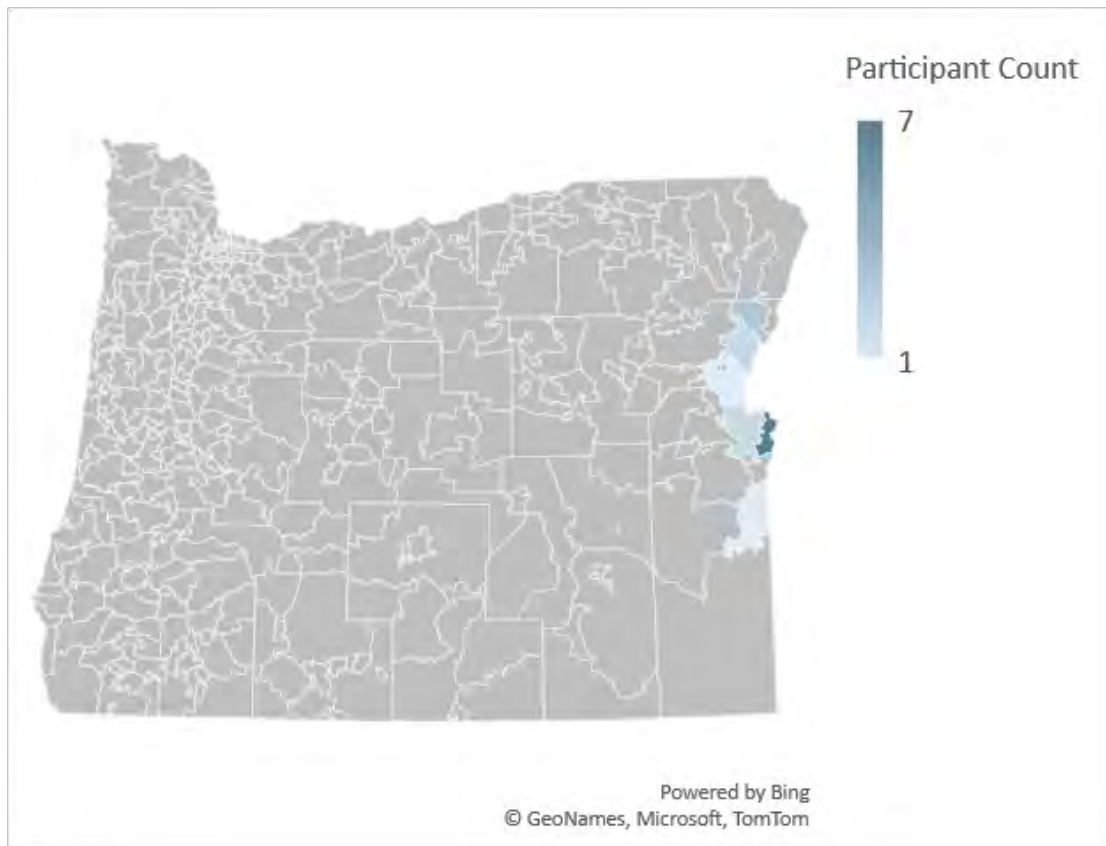 Participant Count
7
1
Powered by Bing
© GeoNames, Microsoft, TomTom